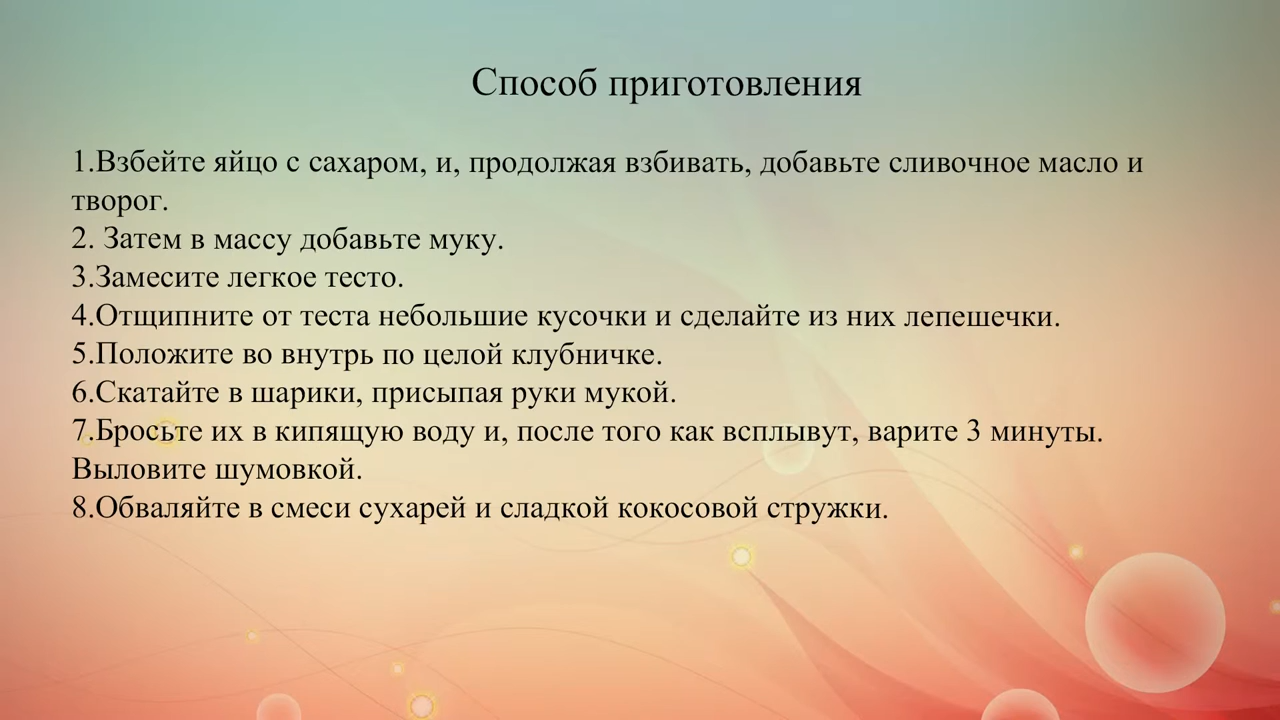 Способ приготовления
1.Взбейте яйцо с сахаром, и, продолжая взбивать, добавьте сливочное масло и
творог.
2. Затем в массу добавьте муку.
3.Замесите легкое тесто.
4.Отщипните от теста небольшие кусочки и сделайте из них лепешечки.
5.Положите во внутрь по целой клубничке.
6.Скатайте в шарики, присыпая руки мукой.
7.Бросьте их в кипящую воду и, после того как всплывут, варите 3 минуты.
Выловите шумовкой.
8.Обваляйте в смеси сухарей и сладкой кокосовой стружки.